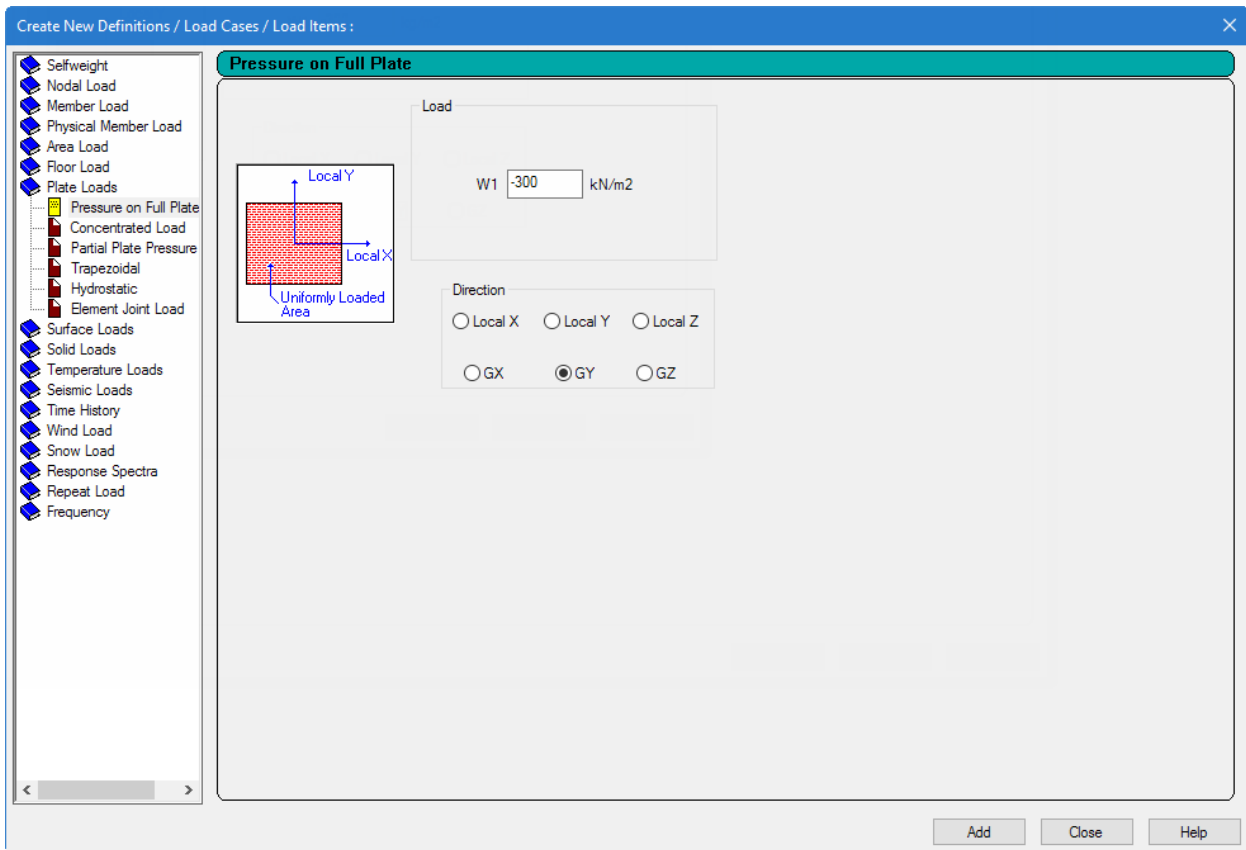 Create New Definitions / Load Cases / Load Items :
Selfweight
Nodal Load
Member Load
Physical Member Load
Area Load
Floor Load
Plate Loads
Pressure on Full Plate
Concentrated Load
Partial Plate Pressure
Trapezoidal
Hydrostatic
Element Joint Load
Surface Loads
Solid Loads
Temperature Loads
Seismic Loads
Time History
Wind Load
Snow Load
Response Spectra
Repeat Load
Frequency
Pressure on Full Plate
Local Y
Local X
Uniformly Loaded
Area
Load
W1 -300 kN/m2
Direction
Local X Local Y Local Z
GX GY GZ
Add Close Help